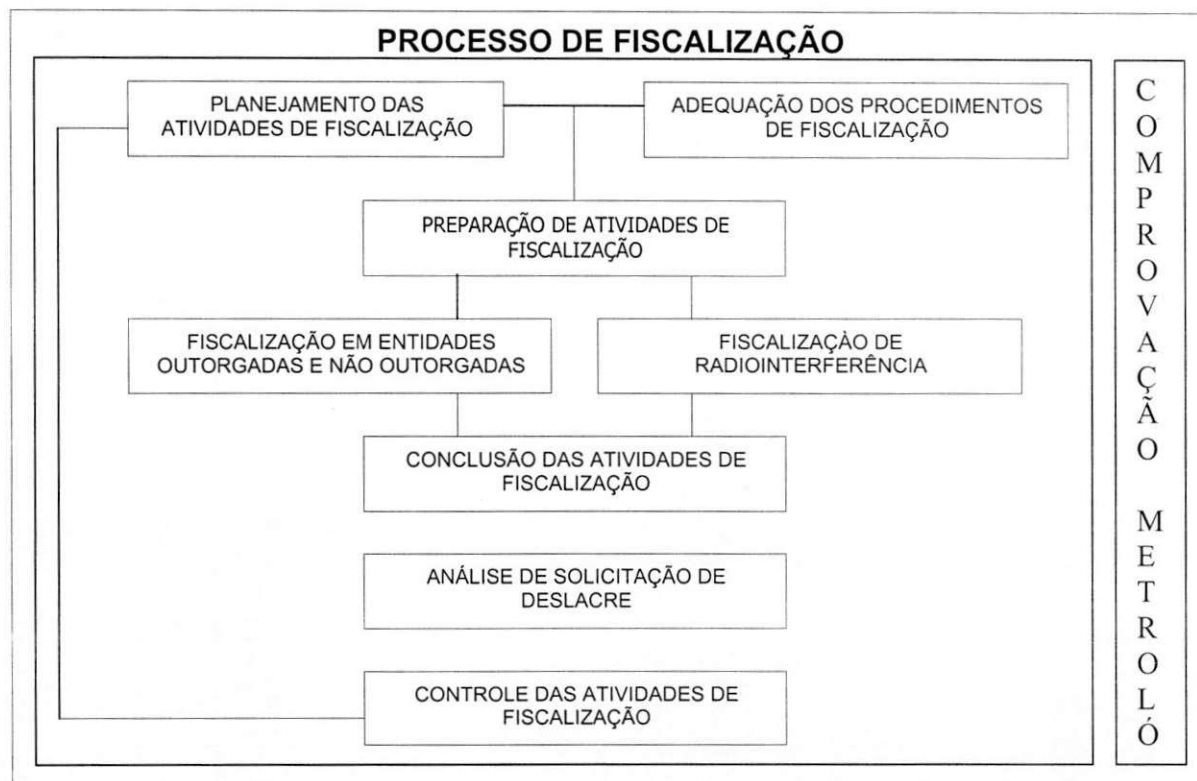 PROCESSO DE FISCALIZAÇÃO
PLANEJAMENTO DAS
ATIVIDADES DE FISCALIZAÇÃO
ADEQUAÇÃO DOS PROCEDIMENTOS
DE FISCALIZAÇÃO
PREPARAÇÃO DE ATIVIDADES DE
FISCALIZAÇÃO
FISCALIZAÇÃO EM ENTIDADES
OUTORGADAS E NÃO OUTORGADAS
FISCALIZAÇÀO DE
RADIOINTERFERÊNCIA
CONCLUSÃO DAS ATIVIDADES DE
FISCALIZAÇÃO
ANÁLISE DE SOLICITAÇÃO DE
DESLACRE
CONTROLE DAS ATIVIDADES DE
FISCALIZAÇÃO
COMPROVAÇÃO METROLÓ